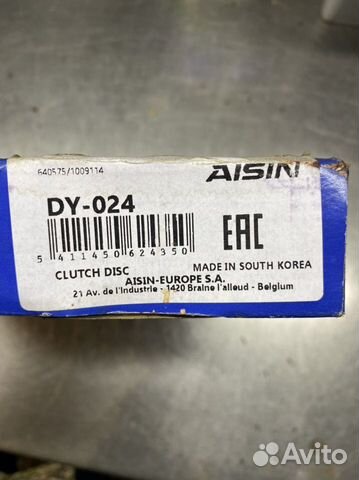 640575/1009114
AISIN
DY-024
EAC
5 411450 624350
CLUTCH DISC
MADE IN SOUTH KOREA
AISIN-EUROPE S.A.
21 Av. de l'Industrie - 1420 Braine l'alleud - Belgium
Avito